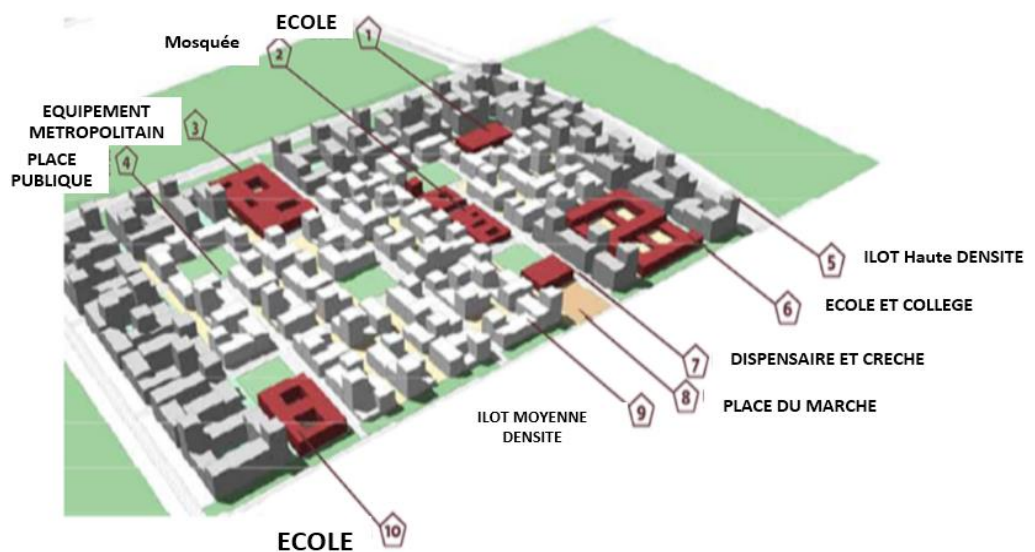 ECOLE
1
Mosquée
2
EQUIPEMENT
METROPOLITAIN
3
PLACE
PUBLIQUE
4
5
ILOT Haute DENSITE
6
ECOLE ET COLLEGE
7
DISPENSAIRE ET CRECHE
8
PLACE DU MARCHE
ILOT MOYENNE
DENSITE
9
ECOLE
10